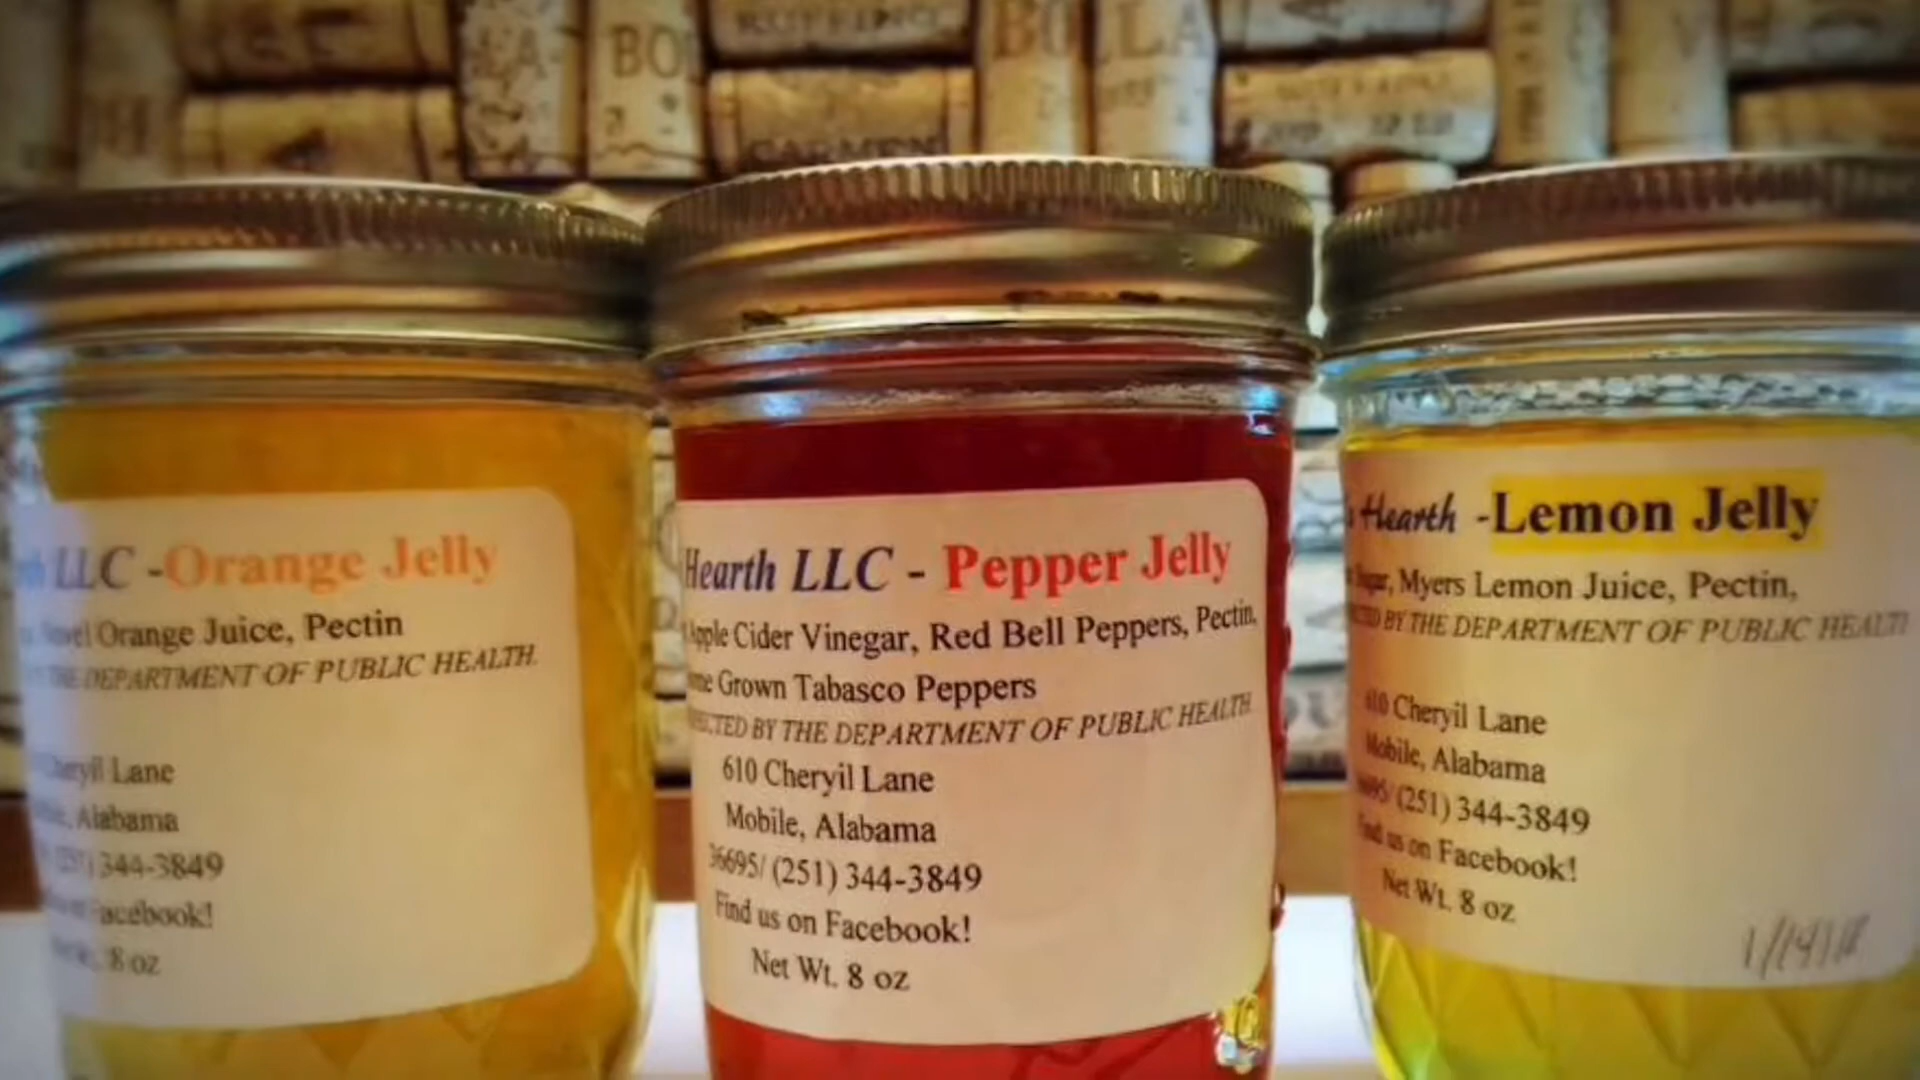 BO
CARMEN
BOLLA
LLC -Orange Jelly
Orange Juice, Pectin
DEPARTMENT OF PUBLIC HEALTH.
Cheryil Lane
Alabama
344-3849
Facebook!
8 oz
Hearth LLC - Pepper Jelly
Apple Cider Vinegar, Red Bell Peppers, Pectin,
Grown Tabasco Peppers
BY THE DEPARTMENT OF PUBLIC HEALTH
610 Cheryil Lane
Mobile, Alabama
36695/ (251) 344-3849
Find us on Facebook!
Net Wt. 8 oz
Hearth -Lemon Jelly
Sugar, Myers Lemon Juice, Pectin,
BY THE DEPARTMENT OF PUBLIC HEALTH
610 Cheryil Lane
Mobile, Alabama
(251) 344-3849
us on Facebook!
Net Wt. 8 oz